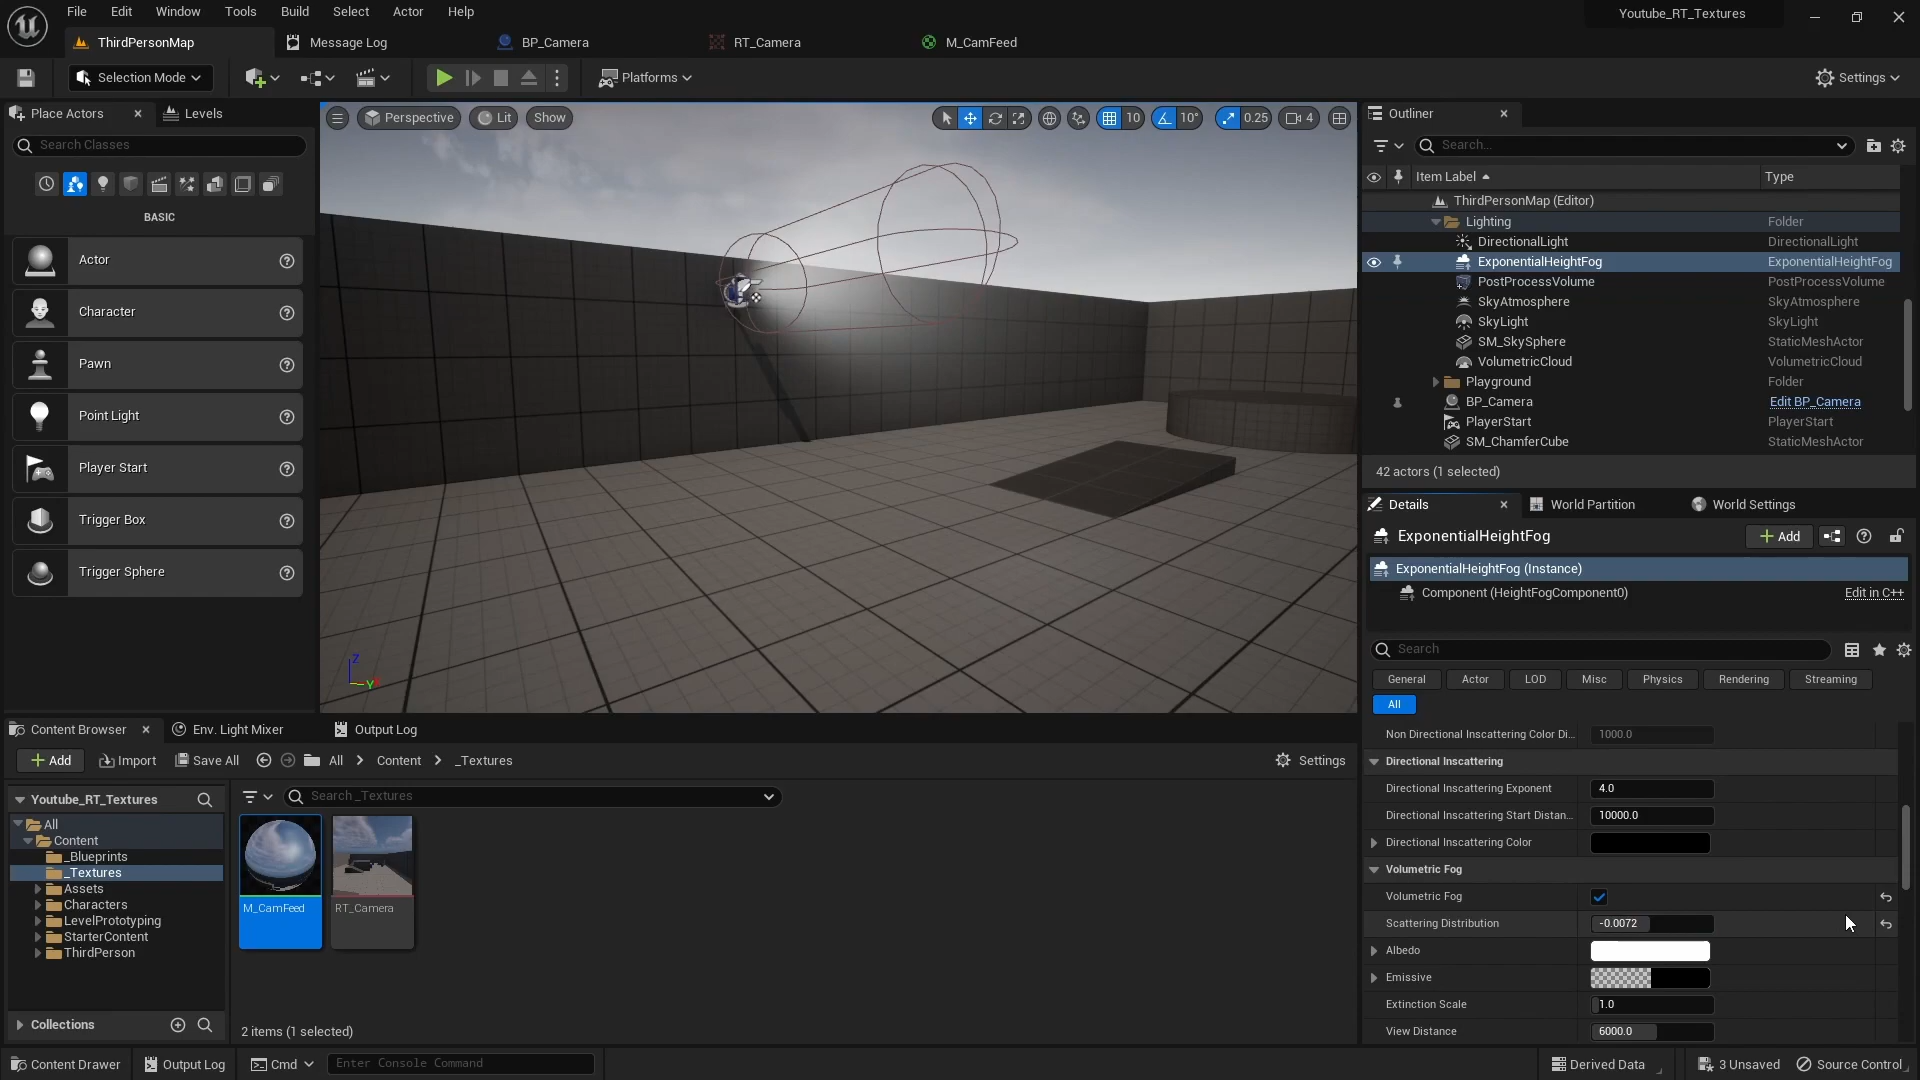 File Edit Window Tools Build Select Actor Help
Youtube_RT_Textures
ThirdPersonMap
Message Log
BP_Camera
RT_Camera
M_CamFeed
Selection Mode
Platforms
Settings
Place Actors
Levels
Search Classes
BASIC
Actor
Character
Pawn
Point Light
Player Start
Trigger Box
Trigger Sphere
Perspective
Lit
Show
10
10°
0.25
4
Z
Y
Outliner
Search...
Item Label
Type
ThirdPersonMap (Editor)
Lighting Folder
DirectionalLight DirectionalLight
ExponentialHeightFog ExponentialHeightFog
PostProcessVolume PostProcessVolume
SkyAtmosphere SkyAtmosphere
SkyLight SkyLight
SM_SkySphere StaticMeshActor
VolumetricCloud VolumetricCloud
Playground Folder
BP_Camera Edit BP_Camera
PlayerStart PlayerStart
SM_ChamferCube StaticMeshActor
42 actors (1 selected)
Details
World Partition
World Settings
ExponentialHeightFog
Add
ExponentialHeightFog (Instance)
Component (HeightFogComponent0) Edit in C++
Search
General Actor LOD Misc Physics Rendering Streaming
All
Non Directional Inscattering Color Di... 1000.0
Directional Inscattering
Directional Inscattering Exponent 4.0
Directional Inscattering Start Distan... 10000.0
Directional Inscattering Color
Volumetric Fog
Volumetric Fog
Scattering Distribution -0.0072
Albedo
Emissive
Extinction Scale 1.0
View Distance 6000.0
Content Browser
Env. Light Mixer
Output Log
Add Import Save All All > Content > _Textures Settings
Youtube_RT_Textures
Search _Textures
All
Content
_Blueprints
_Textures
Assets
Characters
LevelPrototyping
StarterContent
ThirdPerson
Collections
M_CamFeed
RT_Camera
2 items (1 selected)
Content Drawer Output Log Cmd Enter Console Command Derived Data 3 Unsaved Source Control